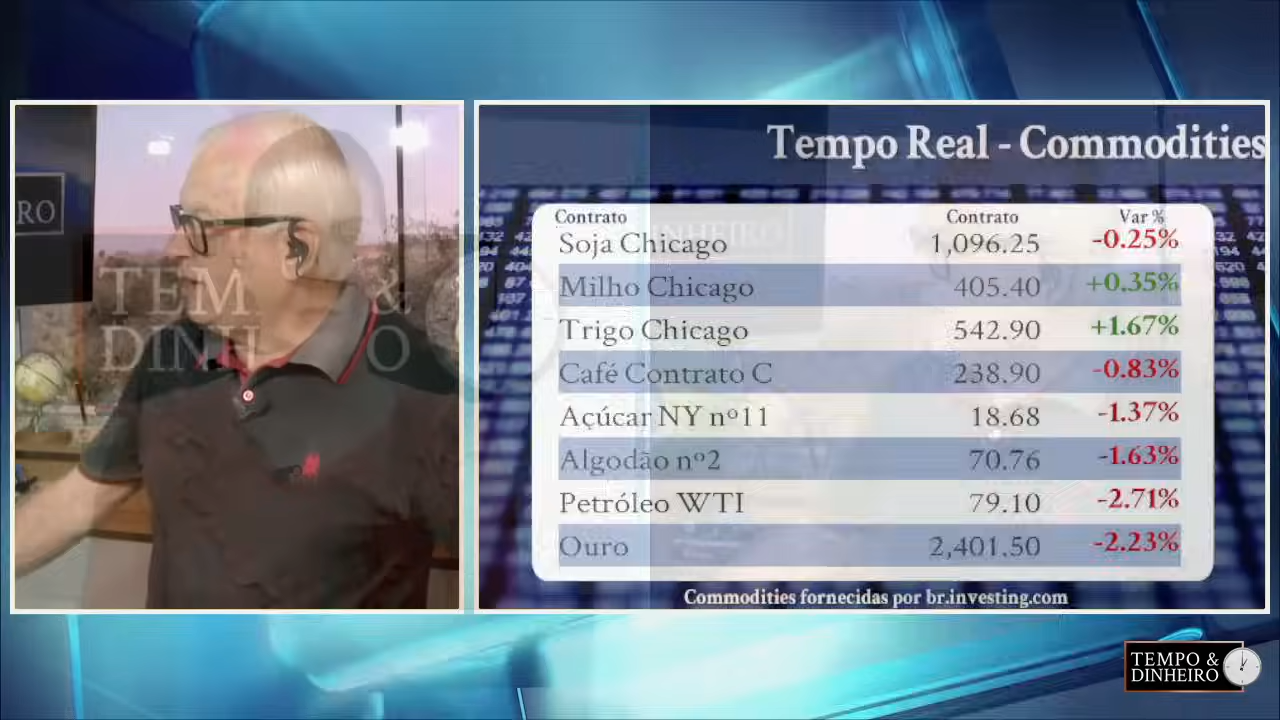 Tempo Real - Commodities
Contrato Contrato Var %
Soja Chicago 1,096.25 -0.25%
Milho Chicago 405.40 +0.35%
Trigo Chicago 542.90 +1.67%
Café Contrato C 238.90 -0.83%
Açúcar NY nº11 18.68 -1.37%
Algodão nº2 70.76 -1.63%
Petróleo WTI 79.10 -2.71%
Ouro 2,401.50 -2.23%
Commodities fornecidas por br.investing.com
RO
TEM &
DINH O
TEMPO &
DINHEIRO